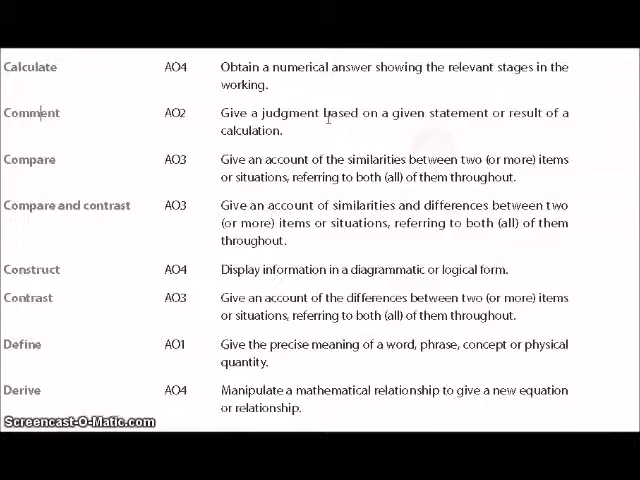 Calculate AO4 Obtain a numerical answer showing the relevant stages in the
working.
Comment AO2 Give a judgment based on a given statement or result of a
calculation.
Compare AO3 Give an account of the similarities between two (or more) items
or situations, referring to both (all) of them throughout.
Compare and contrast AO3 Give an account of similarities and differences between two
(or more) items or situations, referring to both (all) of them
throughout.
Construct AO4 Display information in a diagrammatic or logical form.
Contrast AO3 Give an account of the differences between two (or more) items
or situations, referring to both (all) of them throughout.
Define AO1 Give the precise meaning of a word, phrase, concept or physical
quantity.
Derive AO4 Manipulate a mathematical relationship to give a new equation
or relationship.
Screencast-O-Matic.com